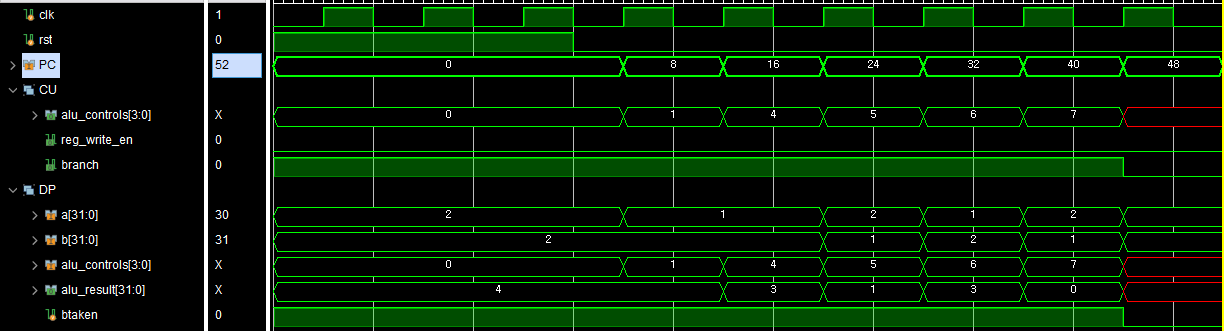 clk 1
rst 0
PC 52 0 8 16 24 32 40 48
CU
alu_controls[3:0] X 0 1 4 5 6 7
reg_write_en 0
branch 0
DP
a[31:0] 30 2 1 2 1 2
b[31:0] 31 2 1 2 1
alu_controls[3:0] X 0 1 4 5 6 7
alu_result[31:0] X 4 3 1 3 0
btaken 0